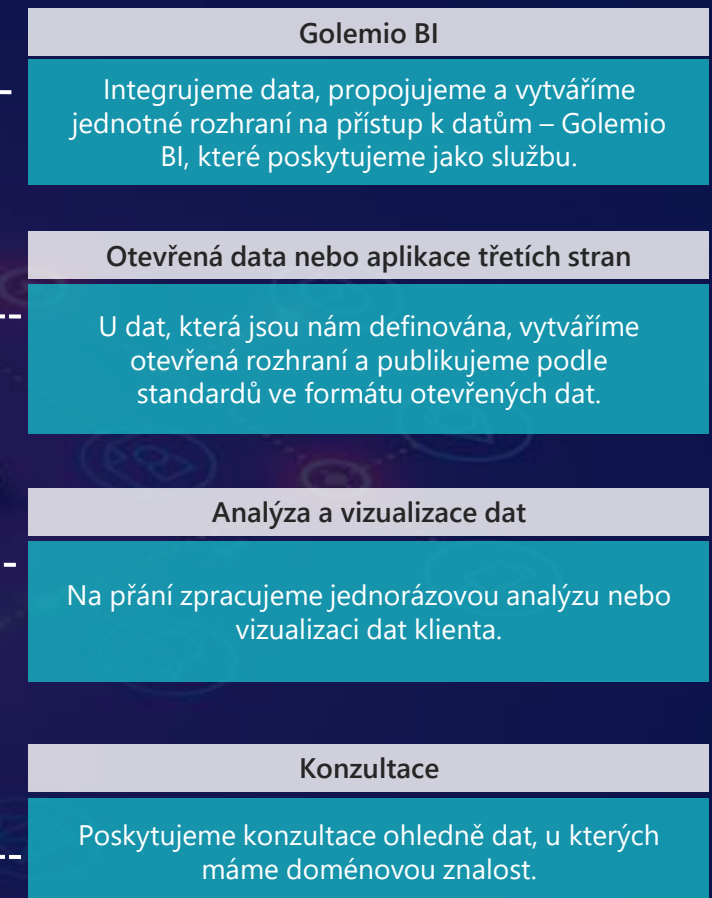 Golemio BI
Integrujeme data, propojujeme a vytváříme
jednotné rozhraní na přístup k datům – Golemio
BI, které poskytujeme jako službu.
Otevřená data nebo aplikace třetích stran
U dat, která jsou nám definována, vytváříme
otevřená rozhraní a publikujeme podle
standardů ve formátu otevřených dat.
Analýza a vizualizace dat
Na přání zpracujeme jednorázovou analýzu nebo
vizualizaci dat klienta.
Konzultace
Poskytujeme konzultace ohledně dat, u kterých
máme doménovou znalost.